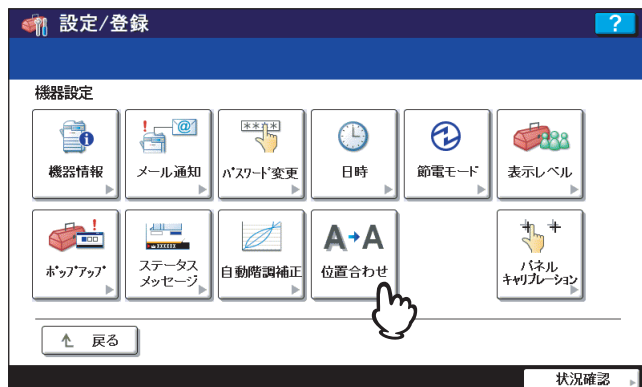 設定/登録
?
機器設定
機器情報
メール通知
****
パスワード変更
日時
節電モード
表示レベル
ポップアップ
XXXXXXX
ステータス
メッセージ
自動階調補正
A→A
位置合わせ
パネル
キャリブレーション
戻る
状況確認